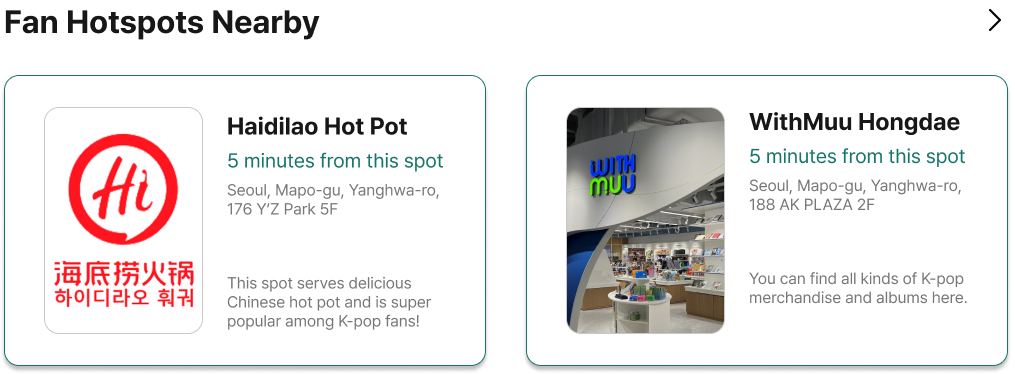 Fan Hotspots Nearby
Hi
海底捞火锅
하이디라오 훠궈
Haidilao Hot Pot
5 minutes from this spot
Seoul, Mapo-gu, Yanghwa-ro,
176 Y’Z Park 5F
This spot serves delicious
Chinese hot pot and is super
popular among K-pop fans!
WITH
MUU
WithMuu Hongdae
5 minutes from this spot
Seoul, Mapo-gu, Yanghwa-ro,
188 AK PLAZA 2F
You can find all kinds of K-pop
merchandise and albums here.